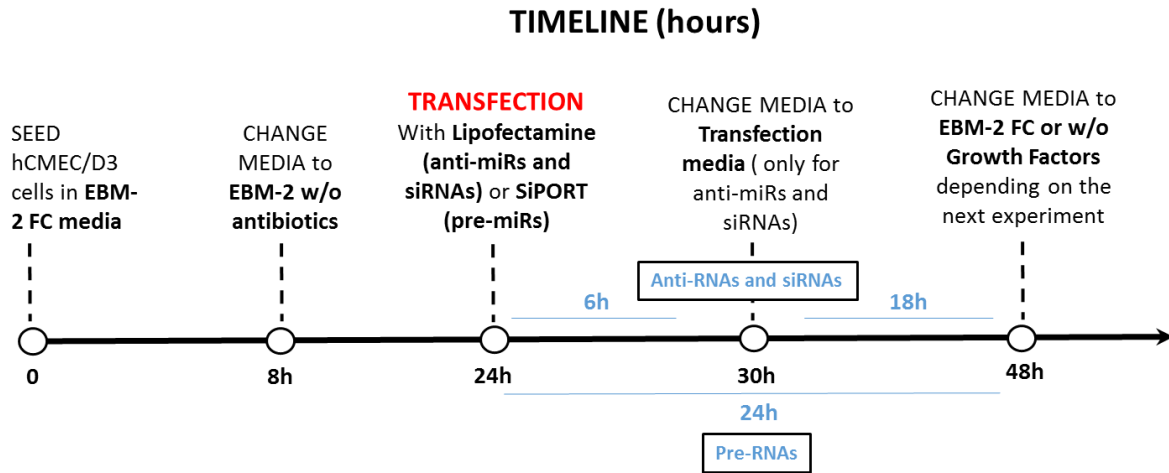 TIMELINE (hours)
SEED
hCMEC/D3
cells in EBM-
2 FC media
CHANGE
MEDIA to
EBM-2 w/o
antibiotics
TRANSFECTION
With Lipofectamine
(anti-miRs and
siRNAs) or SiPORT
(pre-miRs)
CHANGE MEDIA to
Transfection
media ( only for
anti-miRs and
siRNAs)
CHANGE MEDIA to
EBM-2 FC or w/o
Growth Factors
depending on the
next experiment
Anti-RNAs and siRNAs
6h
18h
0
8h
24h
30h
48h
24h
Pre-RNAs